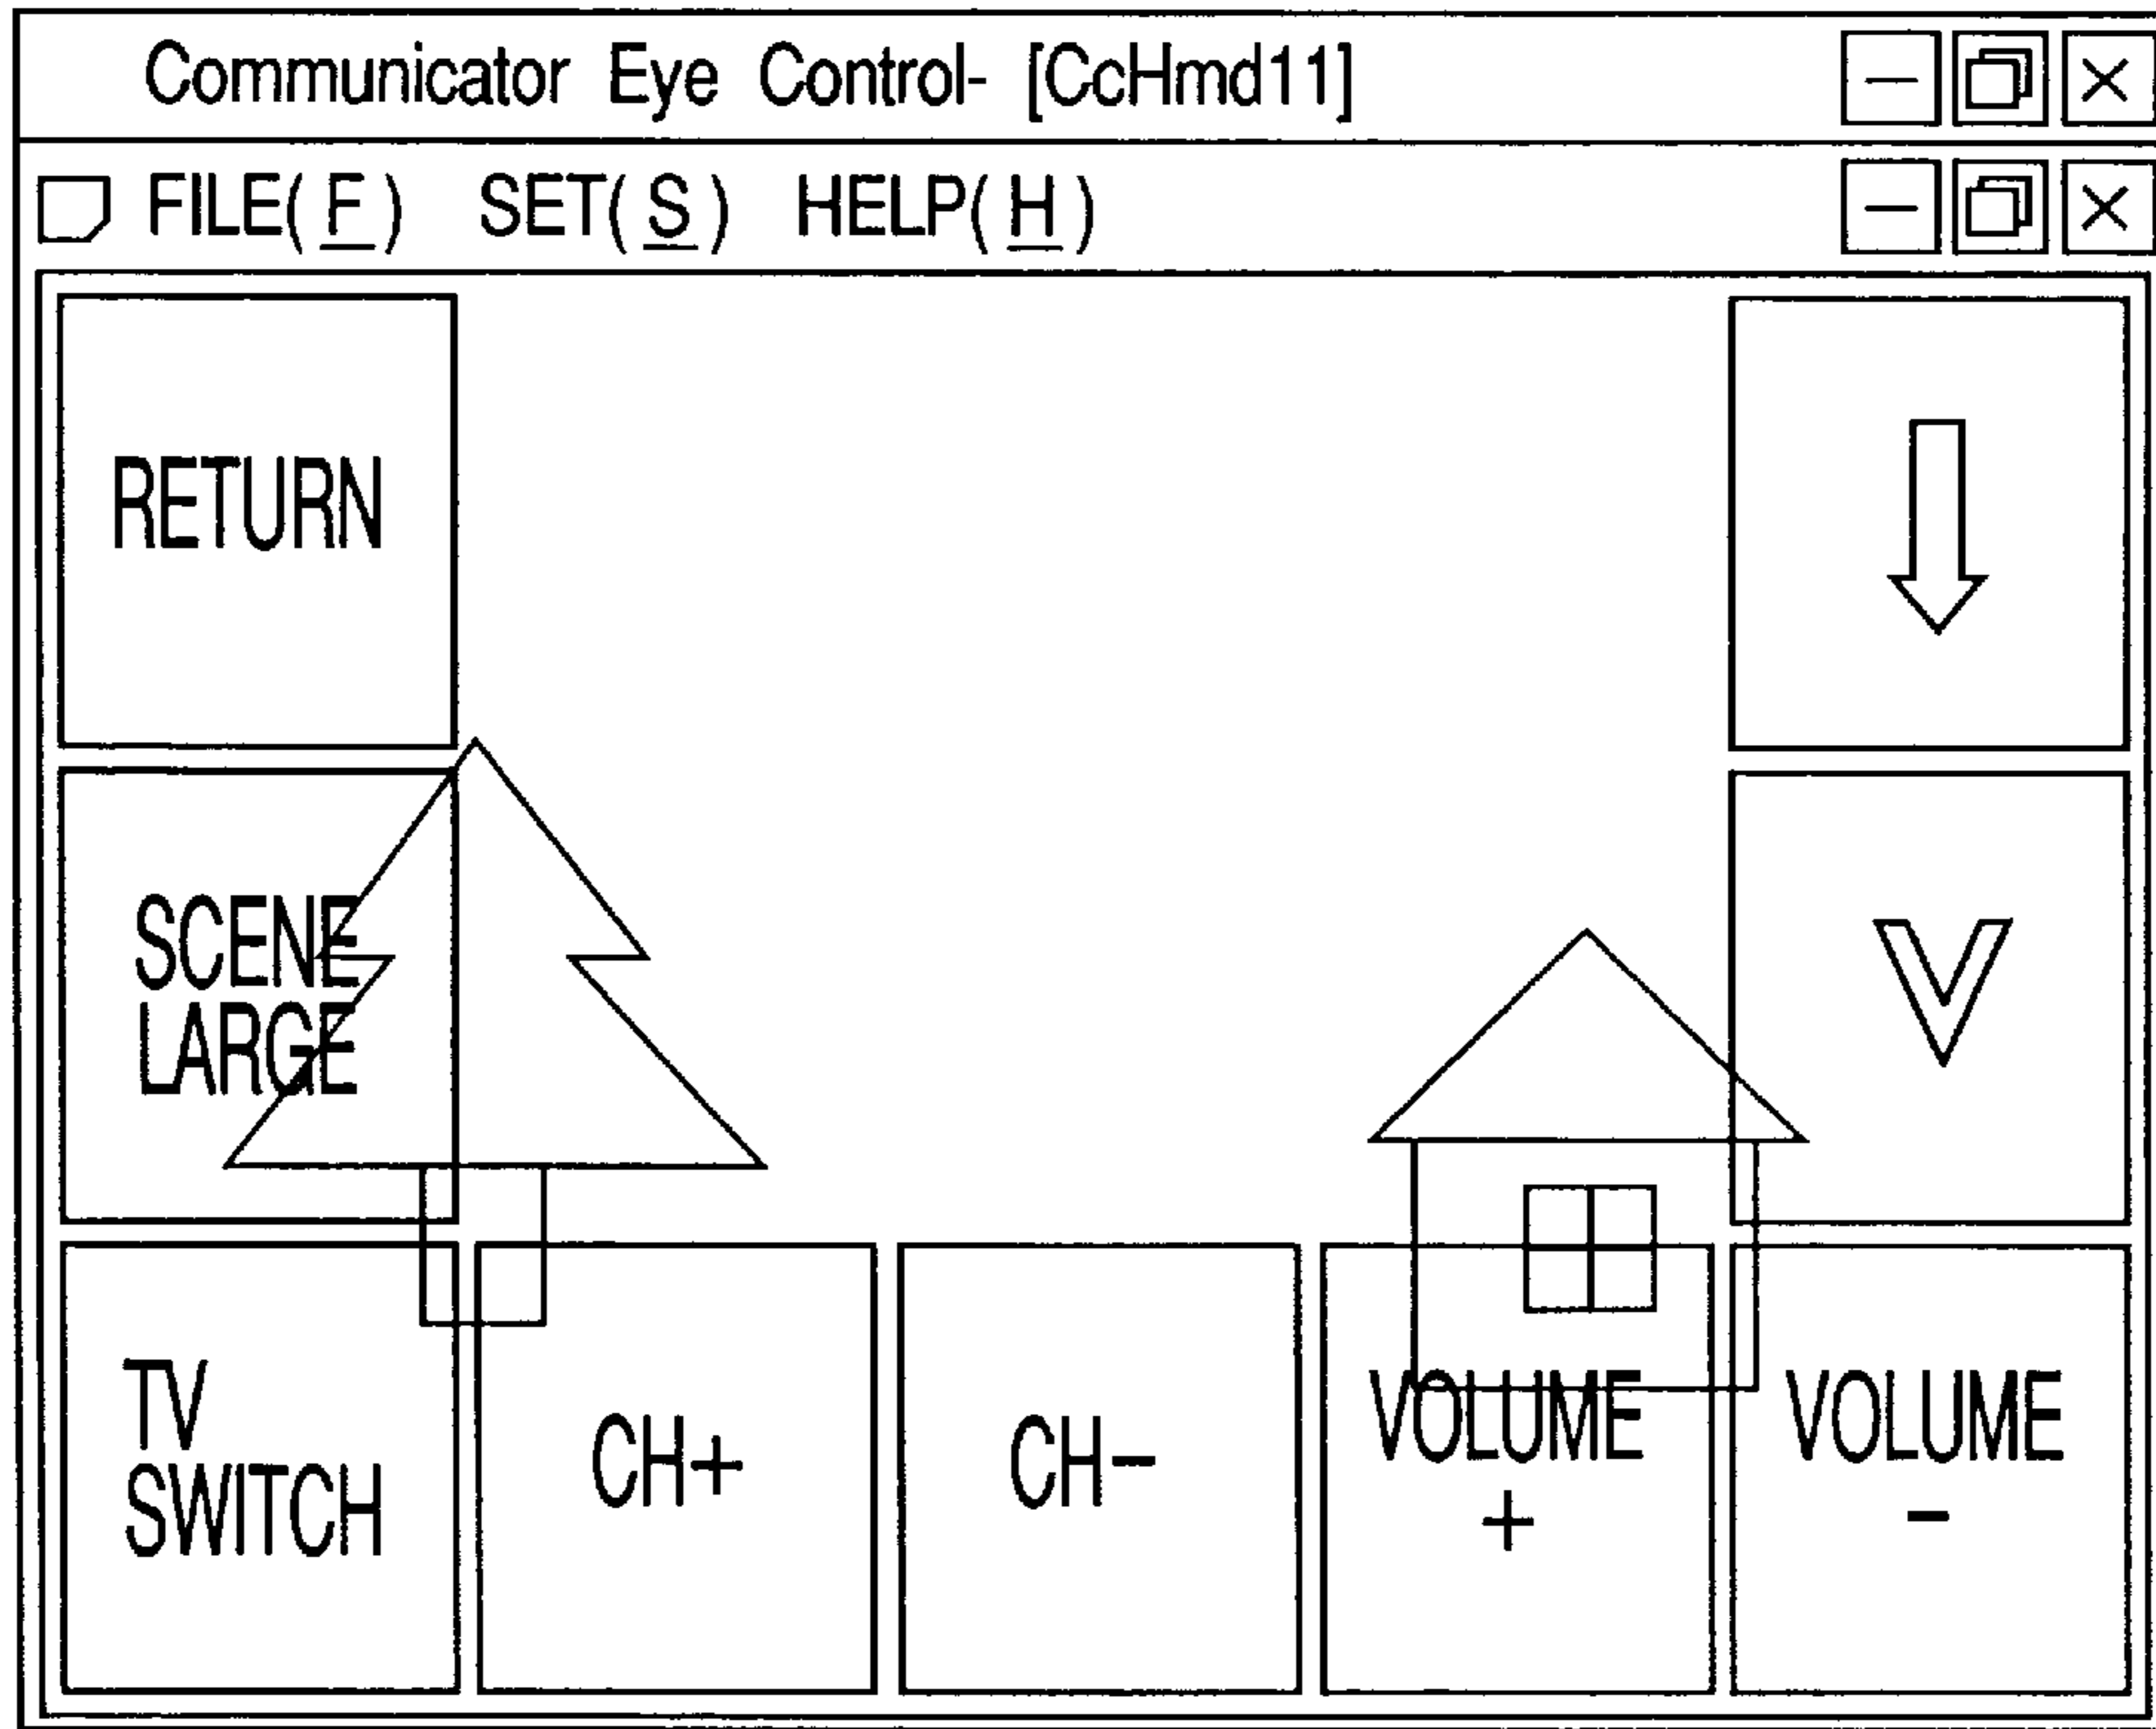 Communicator Eye Control- [CcHmd11]
FILE(F) SET(S) HELP(H)
RETURN
SCENE
LARGE
TV
SWITCH
CH+
CH-
VOLUME
+
VOLUME
-